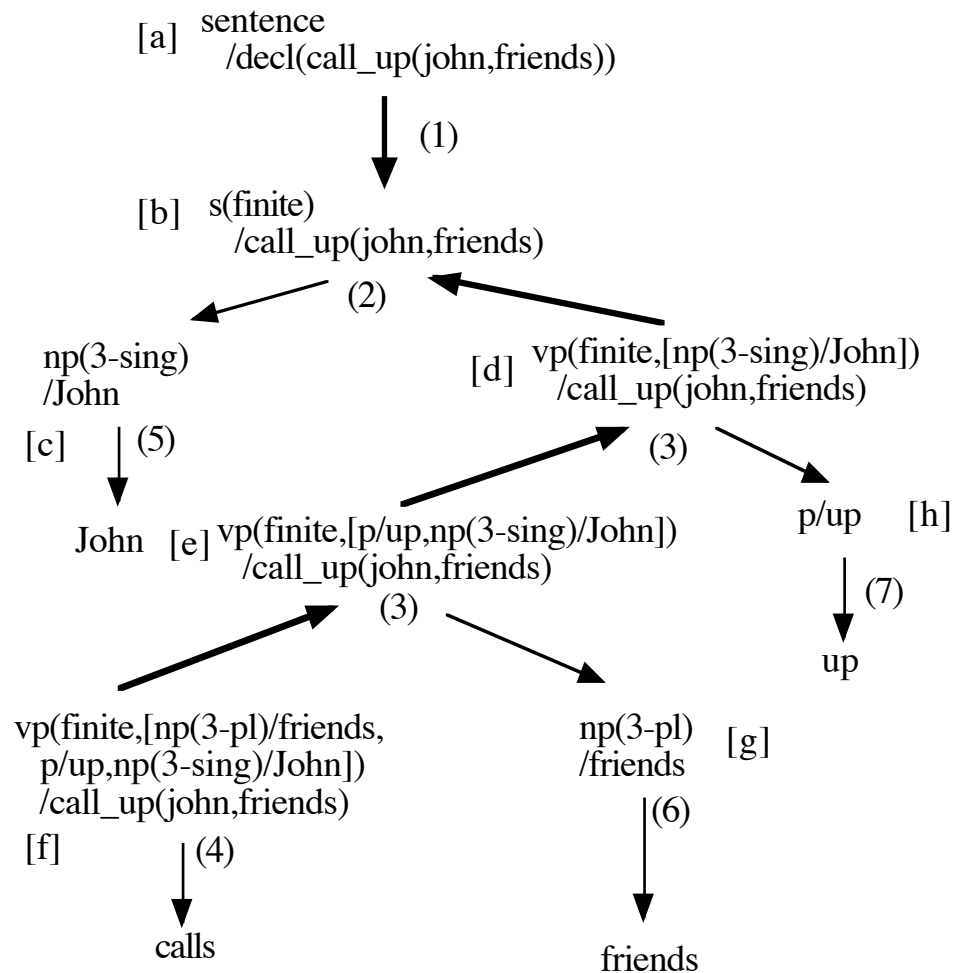 [a] sentence
/decl(call_up(john,friends))
(1)
[b] s(finite)
/call_up(john,friends)
(2)
np(3-sing)
/John
[c] (5)
John
[d] vp(finite,[np(3-sing)/John])
/call_up(john,friends)
(3)
p/up [h]
(7)
up
[e] vp(finite,[p/up,np(3-sing)/John])
/call_up(john,friends)
(3)
vp(finite,[np(3-pl)/friends,
p/up,np(3-sing)/John])
/call_up(john,friends)
[f] (4)
calls
np(3-pl) [g]
/friends
(6)
friends